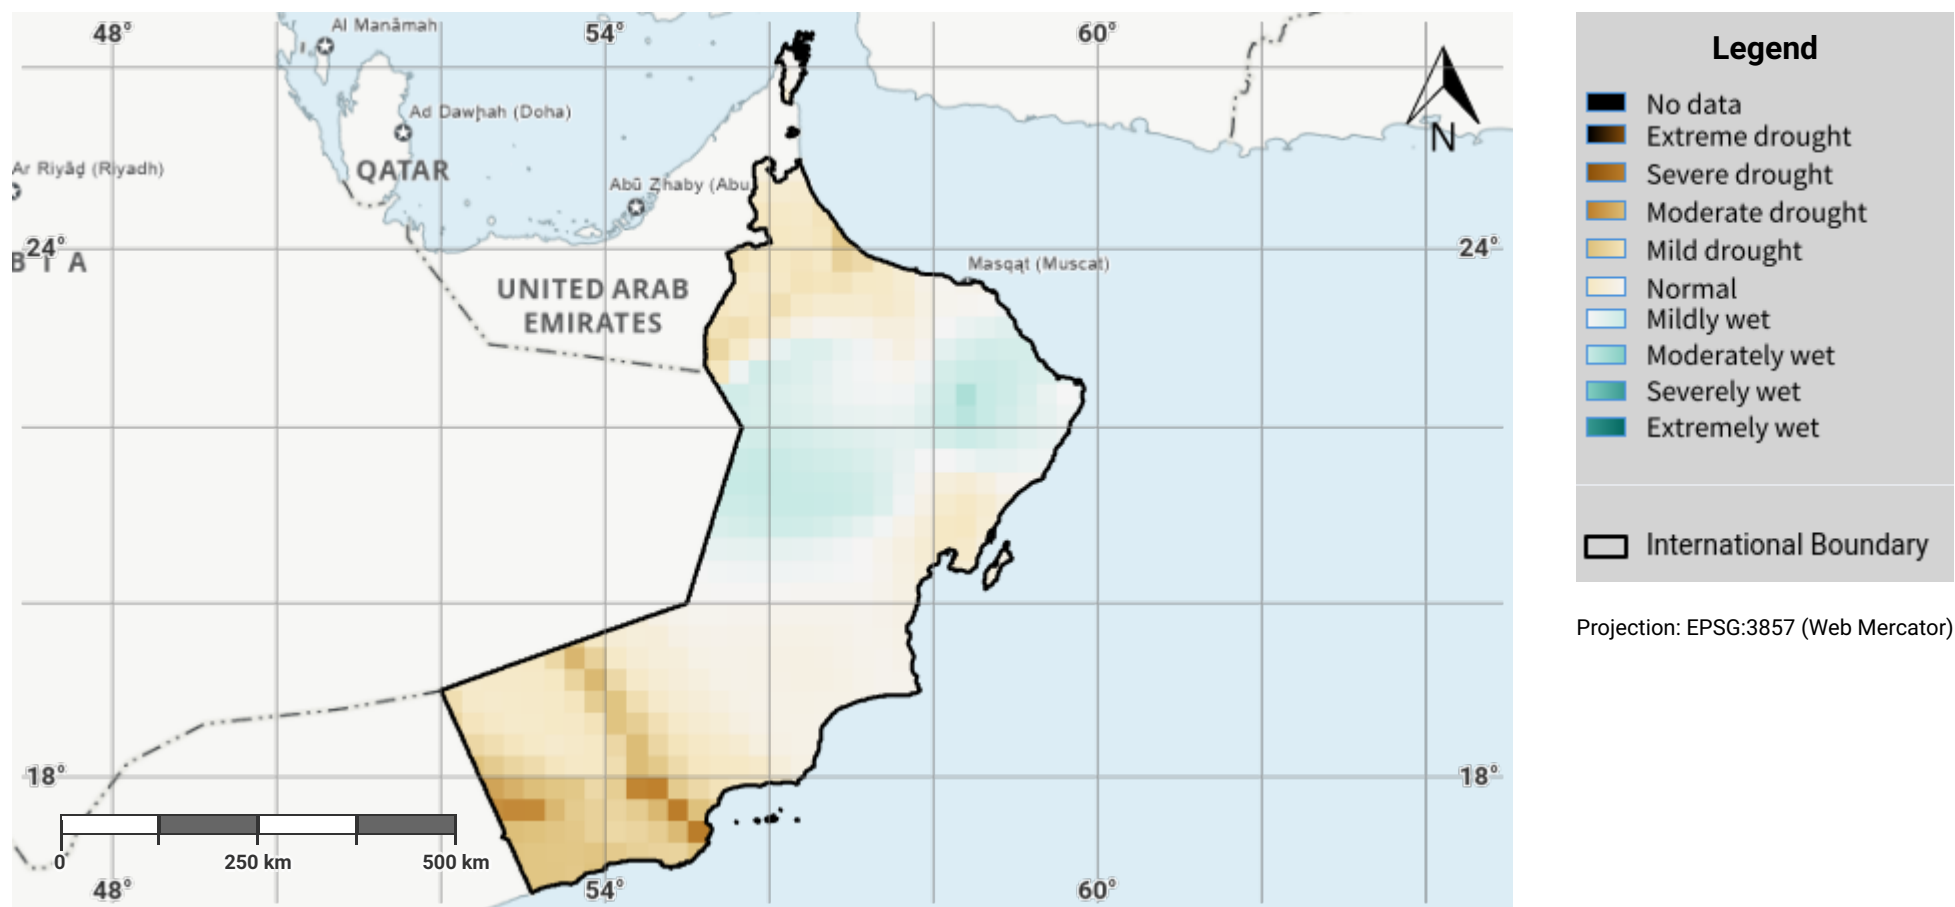 48°
54°
60°
Al Manāmah
Ad Dawḩah (Doha)
Ar Riyāḑ (Riyadh)
QATAR
Abū Z̧haby (Abu
24°
24°
B I A
Masqaţ (Muscat)
UNITED ARAB
EMIRATES
18°
18°
0
250 km
500 km
48°
54°
60°
N
Legend
No data
Extreme drought
Severe drought
Moderate drought
Mild drought
Normal
Mildly wet
Moderately wet
Severely wet
Extremely wet
International Boundary
Projection: EPSG:3857 (Web Mercator)